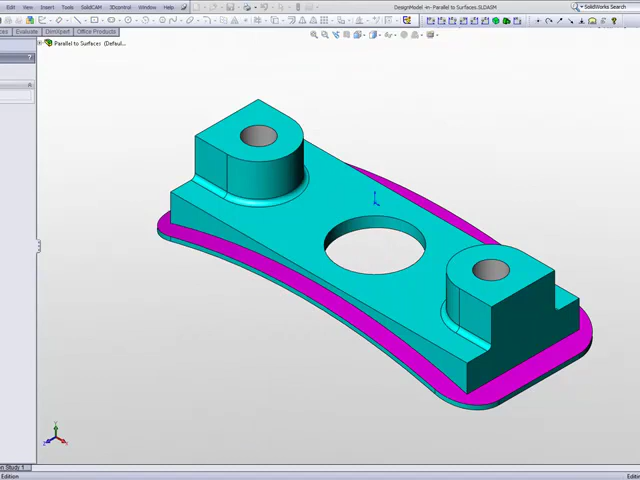 Edit View Insert Tools SolidCAM 3Dcontrol Window Help DesignModel -in- Parallel to Surfaces.SLDASM SolidWorks Search
Evaluate DimXpert Office Products
Parallel to Surfaces (Defaul...
Study 1
Edition